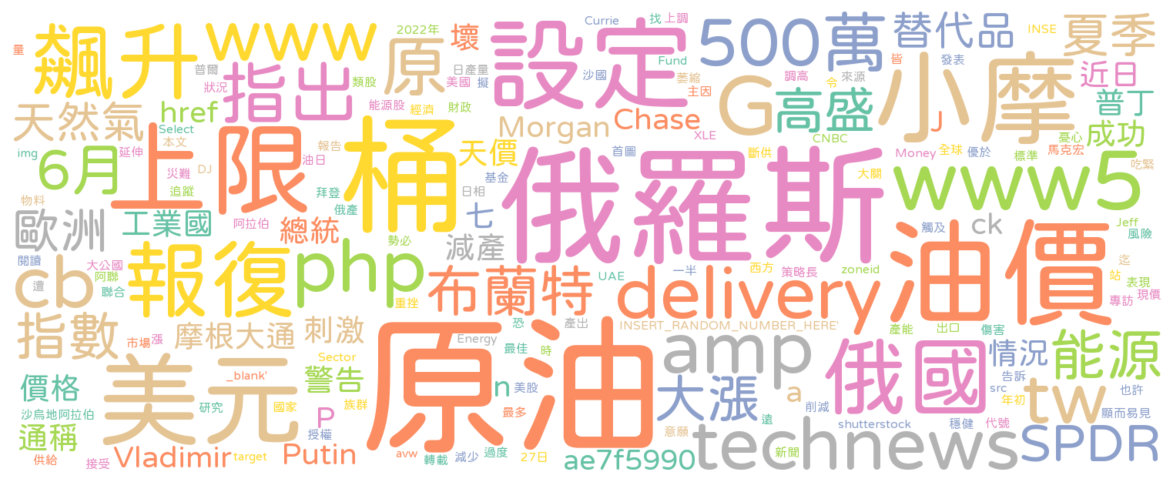 量
飆升
www
2022年
原
壞
Currie
找
上調
設定
500萬
替代品
INSE
夏季
普爾
狀況
指出
類股
日產量
美國
擬
沙國
Fund
萎縮
調高
主因
G
高盛
小摩
皆
發表
令
來源
近日
普丁
天然氣
href
能源股
經濟
財政
Select
本文
Morgan
Chase
XLE
CNBC
J
憂心
成功
img
6月
延伸
上限
報告
油日
桶
天價
首圖
斷供
Money
全球
優於
標準
馬克宏
災難
DJ
追蹤
拜登
日相
基金
俄羅斯
大關
www5
吃緊
物料
歐洲
工業國
阿拉伯
總統
俄產
七
減產
ck
觸及
Jeff
風險
閱讀
大公國
勢必
遭
cb
阿聯
聯合
報復
php
重挫
布蘭特
UAE
一半
西方
策略長
zoneid
delivery
油價
迄
站
表現
專訪
現價
指數
市場
漲
摩根大通
刺激
恐
產出
INSERT_RANDOM_NUMBER_HERE'
產能
出口
傷害
Energy
最佳
時
amp
俄國
情況
能源
告訴
價格
_blank'
美元
Sector
警告
原油
n
美股
大漲
a
src
年初
tw
也許
沙烏地阿拉伯
研究
國家
族群
P
最多
削減
顯而易見
通稱
授權
遠
意願
shutterstock
穩健
代號
供給
接受
Vladimir
target
Putin
avw
轉載
減少
過度
27日
ae7f5990
technews
新聞
SPDR